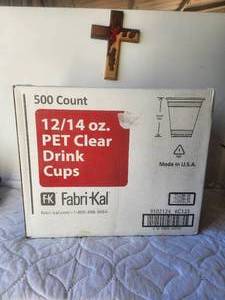 500 Count
12/14 oz.
PET Clear
Drink
Cups
FK Fabri-Kal
Made in U.S.A.